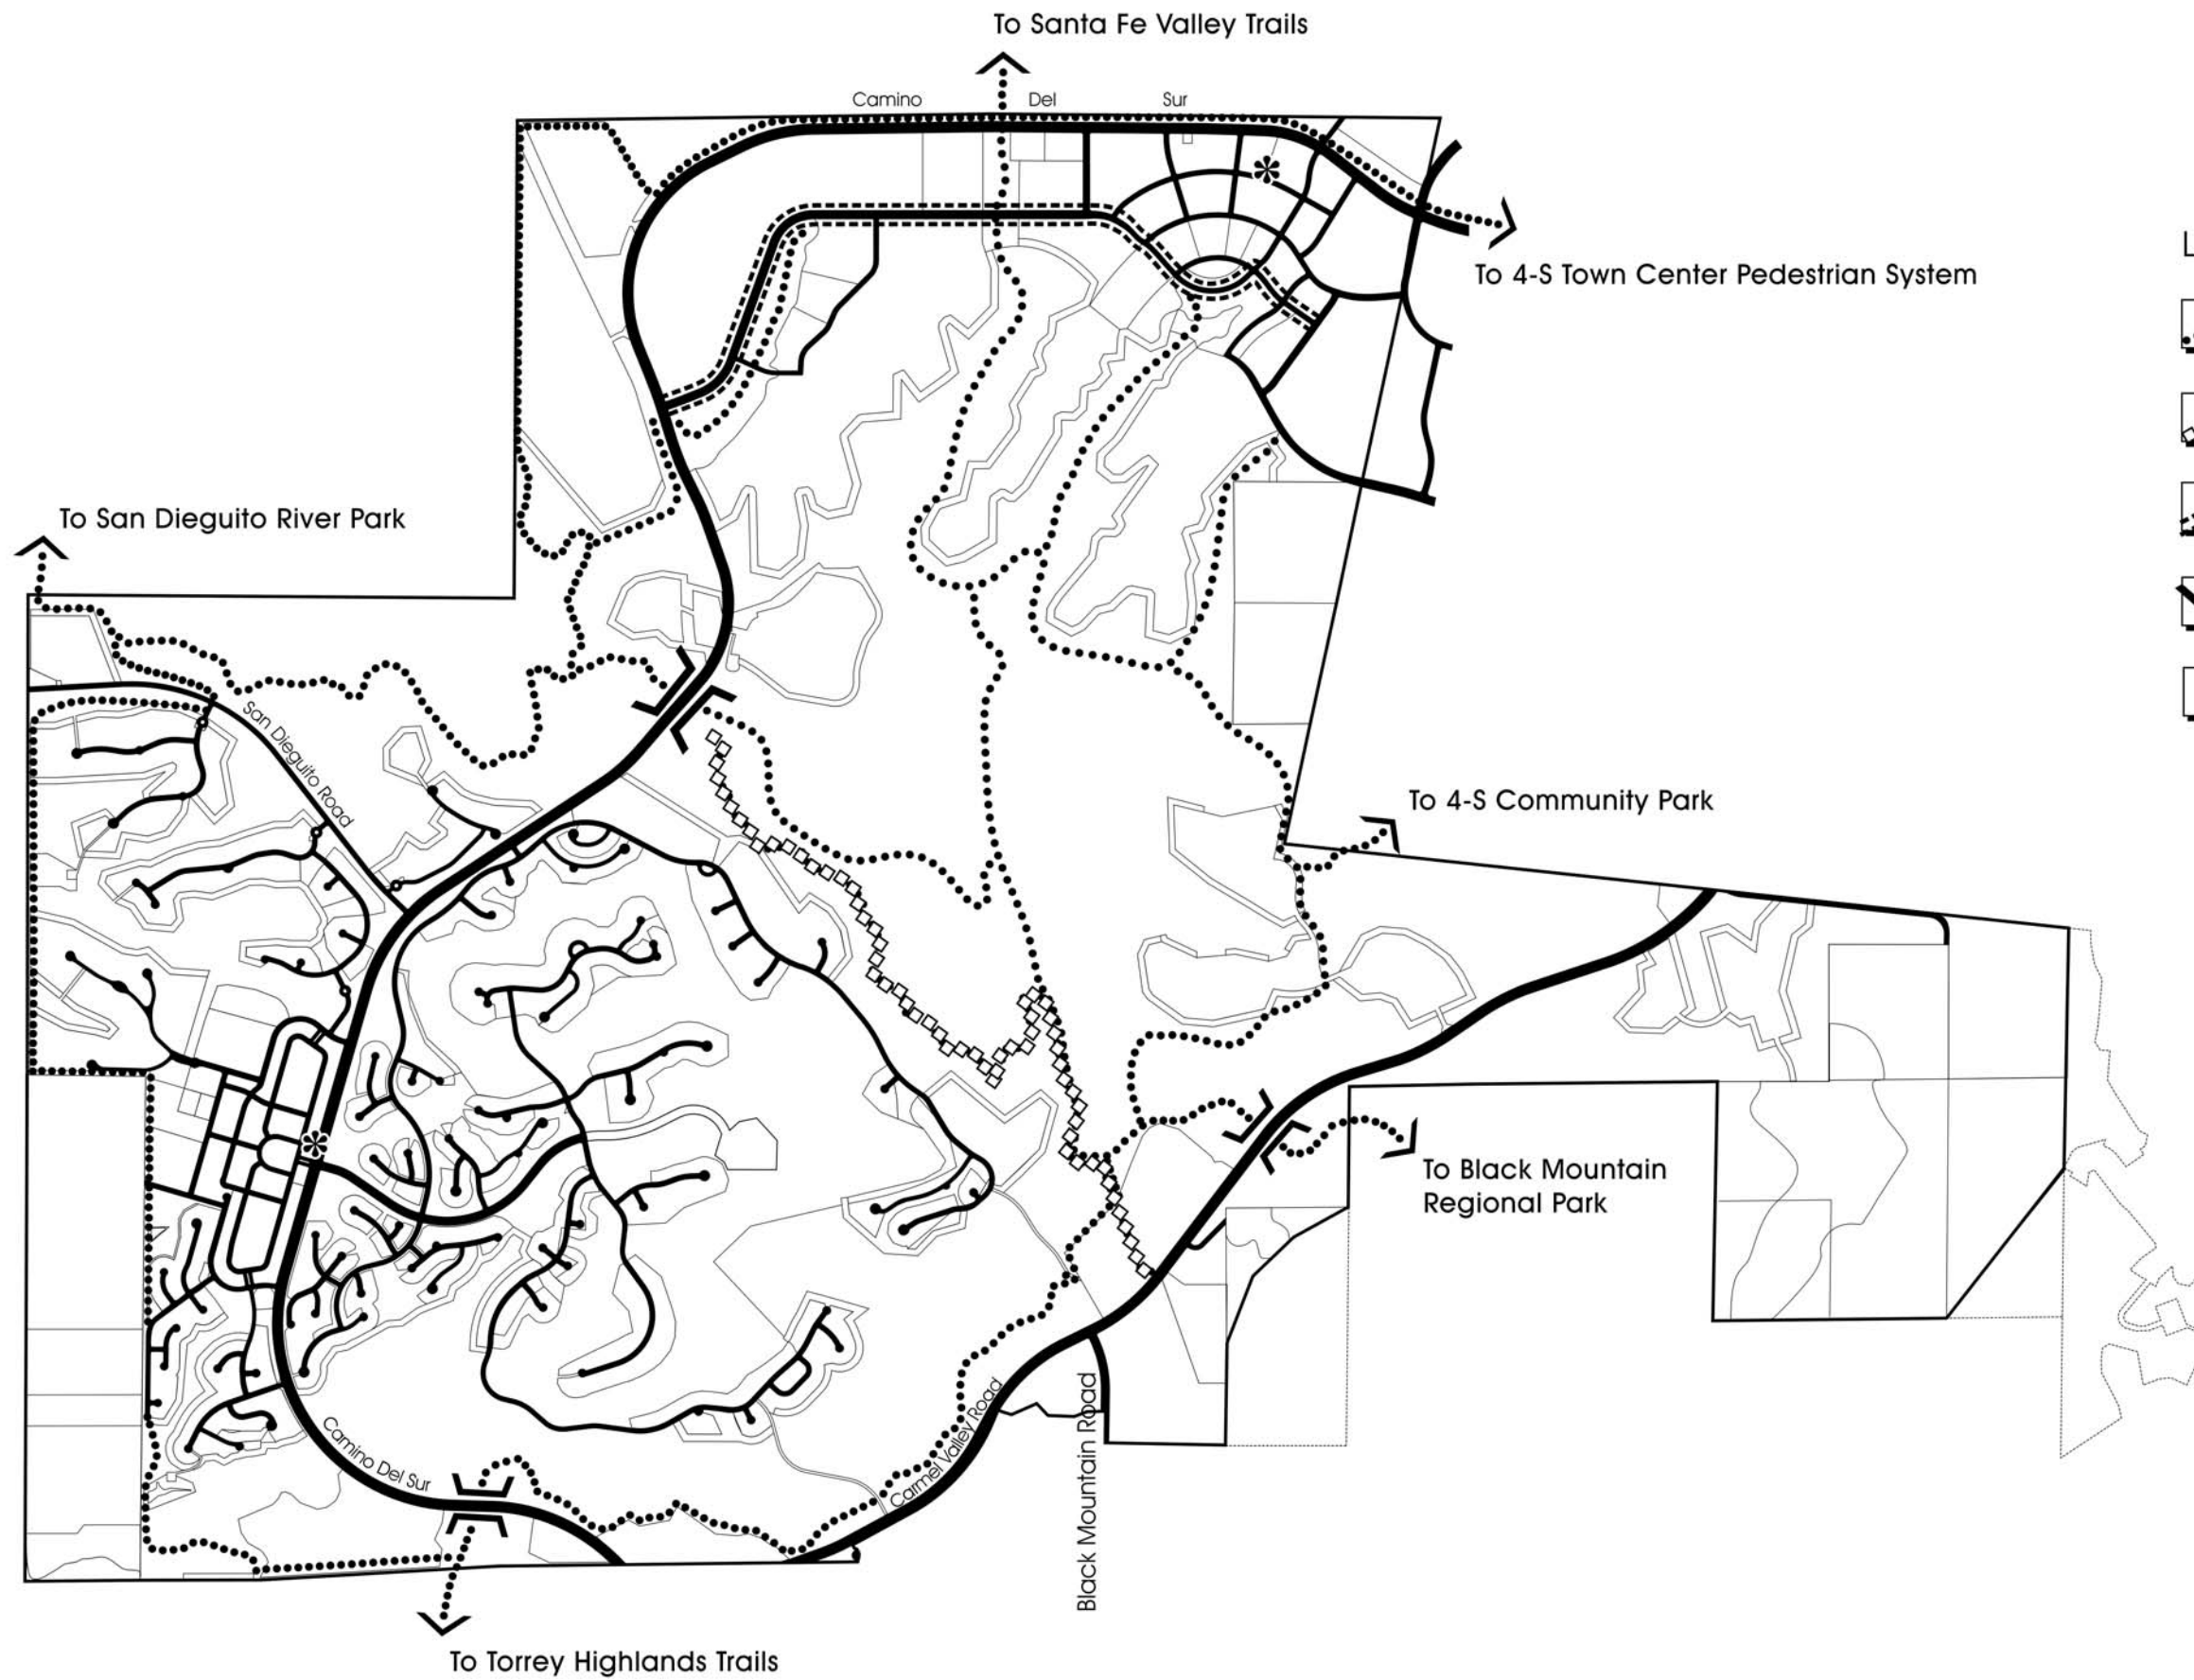 To Santa Fe Valley Trails
Camino Del Sur
To 4-S Town Center Pedestrian System
To San Dieguito River Park
San Dieguito Road
To 4-S Community Park
To Black Mountain
Regional Park
Camino Del Sur
Carmel Valley Road
Black Mountain Road
To Torrey Highlands Trails